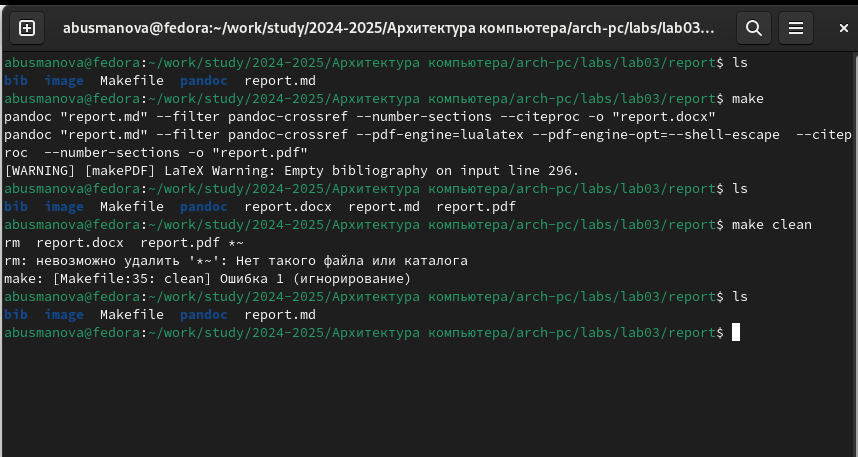 abusmanova@fedora:~/work/study/2024-2025/Архитектура компьютера/arch-pc/labs/lab03...
abusmanova@fedora:~/work/study/2024-2025/Архитектура компьютера/arch-pc/labs/lab03/report$ ls
bib  image  Makefile  pandoc  report.md
abusmanova@fedora:~/work/study/2024-2025/Архитектура компьютера/arch-pc/labs/lab03/report$ make
pandoc "report.md" --filter pandoc-crossref --number-sections --citeproc -o "report.docx"
pandoc "report.md" --filter pandoc-crossref --pdf-engine=lualatex --pdf-engine-opt=--shell-escape  --citep
roc  --number-sections -o "report.pdf"
[WARNING] [makePDF] LaTeX Warning: Empty bibliography on input line 296.
abusmanova@fedora:~/work/study/2024-2025/Архитектура компьютера/arch-pc/labs/lab03/report$ ls
bib  image  Makefile  pandoc  report.docx  report.md  report.pdf
abusmanova@fedora:~/work/study/2024-2025/Архитектура компьютера/arch-pc/labs/lab03/report$ make clean
rm  report.docx  report.pdf *~
rm: невозможно удалить '*~': Нет такого файла или каталога
make: [Makefile:35: clean] Ошибка 1 (игнорирование)
abusmanova@fedora:~/work/study/2024-2025/Архитектура компьютера/arch-pc/labs/lab03/report$ ls
bib  image  Makefile  pandoc  report.md
abusmanova@fedora:~/work/study/2024-2025/Архитектура компьютера/arch-pc/labs/lab03/report$